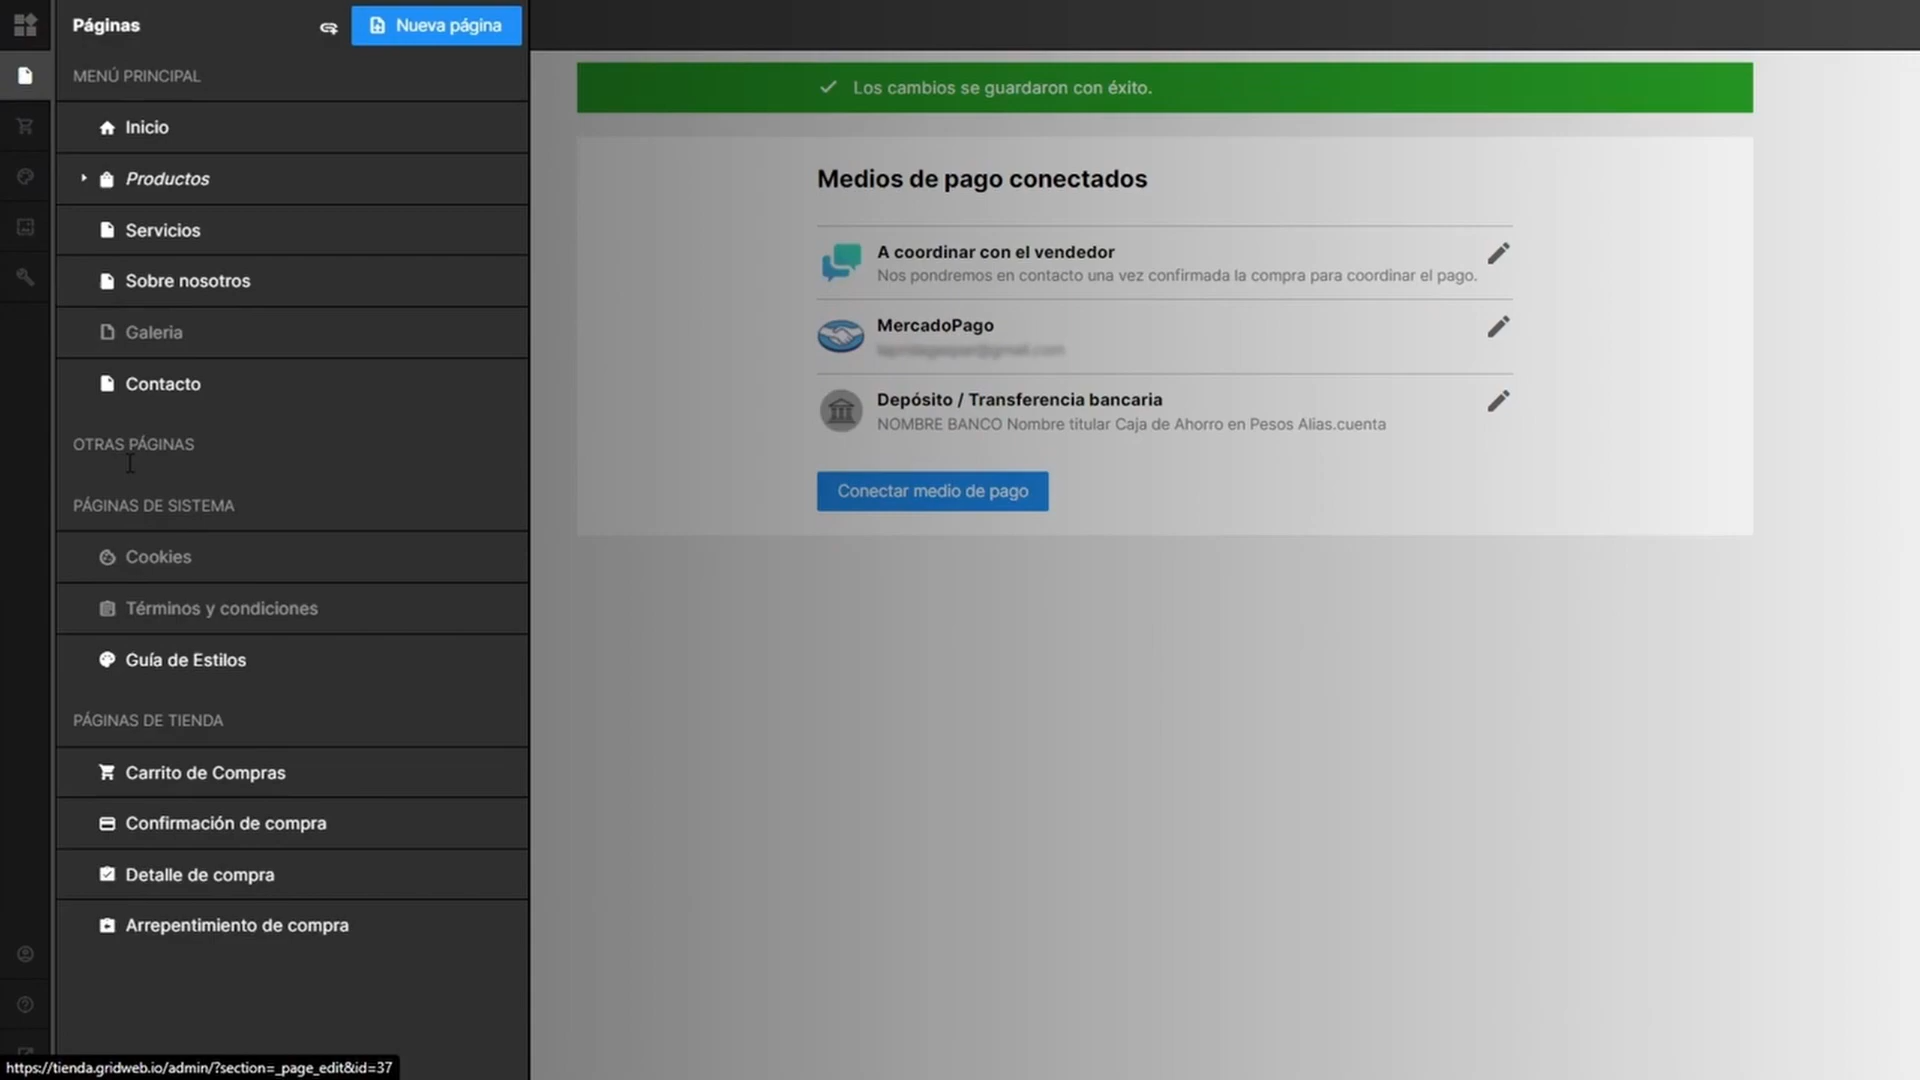 Páginas
Nueva página
MENÚ PRINCIPAL
Inicio
Productos
Servicios
Sobre nosotros
Galeria
Contacto
OTRAS PÁGINAS
PÁGINAS DE SISTEMA
Cookies
Términos y condiciones
Guía de Estilos
PÁGINAS DE TIENDA
Carrito de Compras
Confirmación de compra
Detalle de compra
Arrepentimiento de compra
https://tienda.gridweb.io/admin/?section=_page_edit&id=37
Los cambios se guardaron con éxito.
Medios de pago conectados
A coordinar con el vendedor
Nos pondremos en contacto una vez confirmada la compra para coordinar el pago.
MercadoPago
Depósito / Transferencia bancaria
NOMBRE BANCO Nombre titular Caja de Ahorro en Pesos Alias.cuenta
Conectar medio de pago